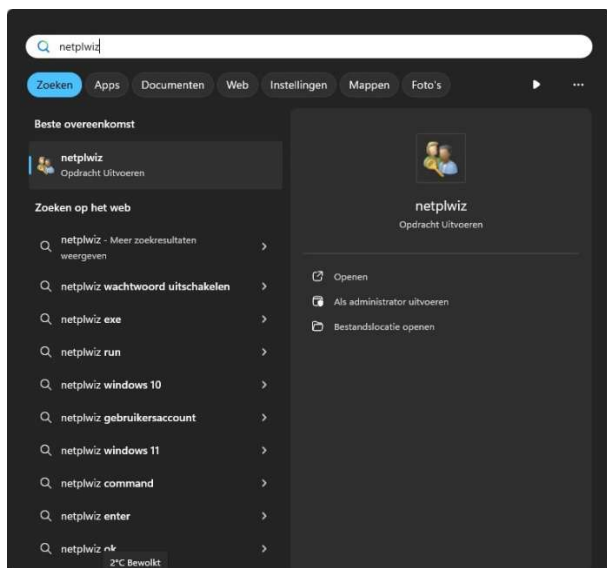 netplwiz
Zoeken Apps Documenten Web Instellingen Mappen Foto's
Beste overeenkomst
netplwiz
Opdracht Uitvoeren
Zoeken op het web
netplwiz - Meer zoekresultaten
weergeven
netplwiz wachtwoord uitschakelen
netplwiz exe
netplwiz run
netplwiz windows 10
netplwiz gebruikersaccount
netplwiz windows 11
netplwiz command
netplwiz enter
netplwiz ok
2°C Bewolkt
netplwiz
Opdracht Uitvoeren
Openen
Als administrator uitvoeren
Bestandslocatie openen